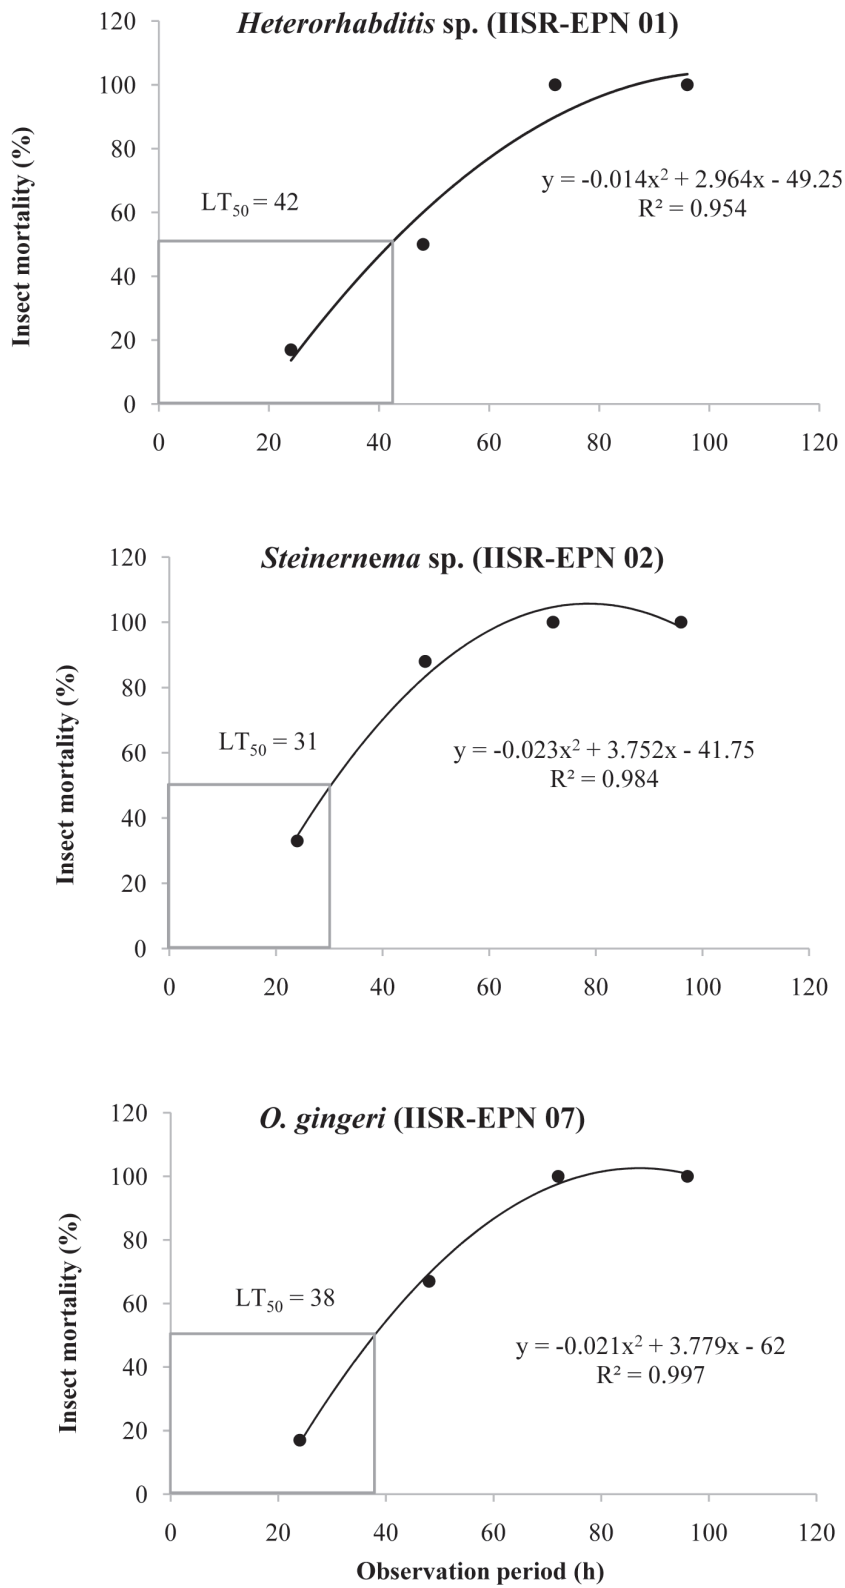 Heterorhabditis sp. (IISR-EPN 01)
120
100
80
60
40
20
0
Insect mortality (%)
LT₅₀ = 42
y = -0.014x² + 2.964x - 49.25
R² = 0.954
0 20 40 60 80 100 120
Steinernema sp. (IISR-EPN 02)
120
100
80
60
40
20
0
Insect mortality (%)
LT₅₀ = 31
y = -0.023x² + 3.752x - 41.75
R² = 0.984
0 20 40 60 80 100 120
O. gingeri (IISR-EPN 07)
120
100
80
60
40
20
0
Insect mortality (%)
LT₅₀ = 38
y = -0.021x² + 3.779x - 62
R² = 0.997
0 20 40 60 80 100 120
Observation period (h)